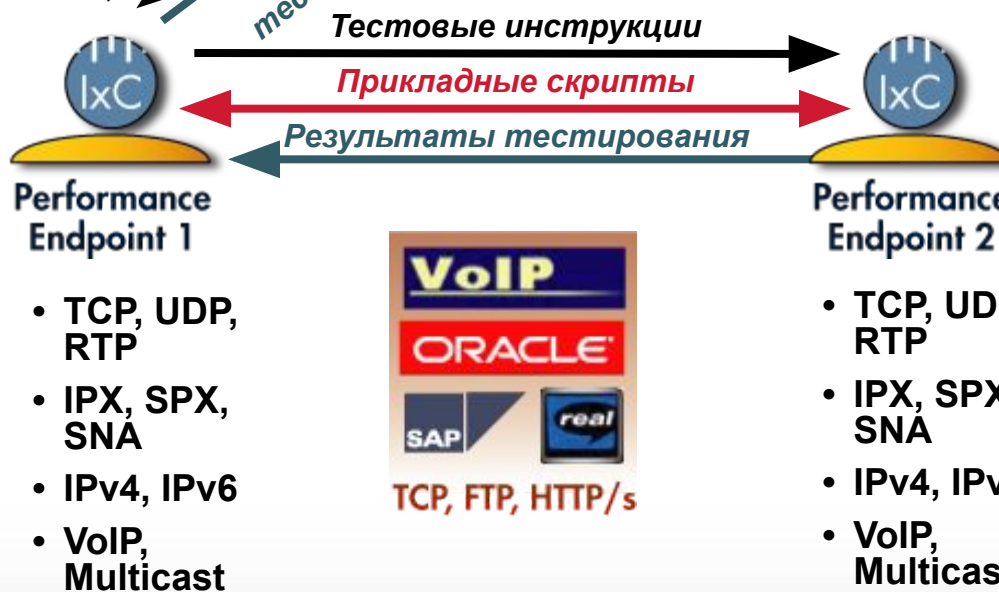 Тестовые инструкции
Прикладные скрипты
Результаты тестирования
IxC
IxC
Performance
Endpoint 1
• TCP, UDP,
RTP
• IPX, SPX,
SNA
• IPv4, IPv6
• VoIP,
Multicast
VoIP
ORACLE
SAP
real
TCP, FTP, HTTP/s
Performance
Endpoint 2
• TCP, UD
RTP
• IPX, SPX
SNA
• IPv4, IPv
• VoIP,
Multicas